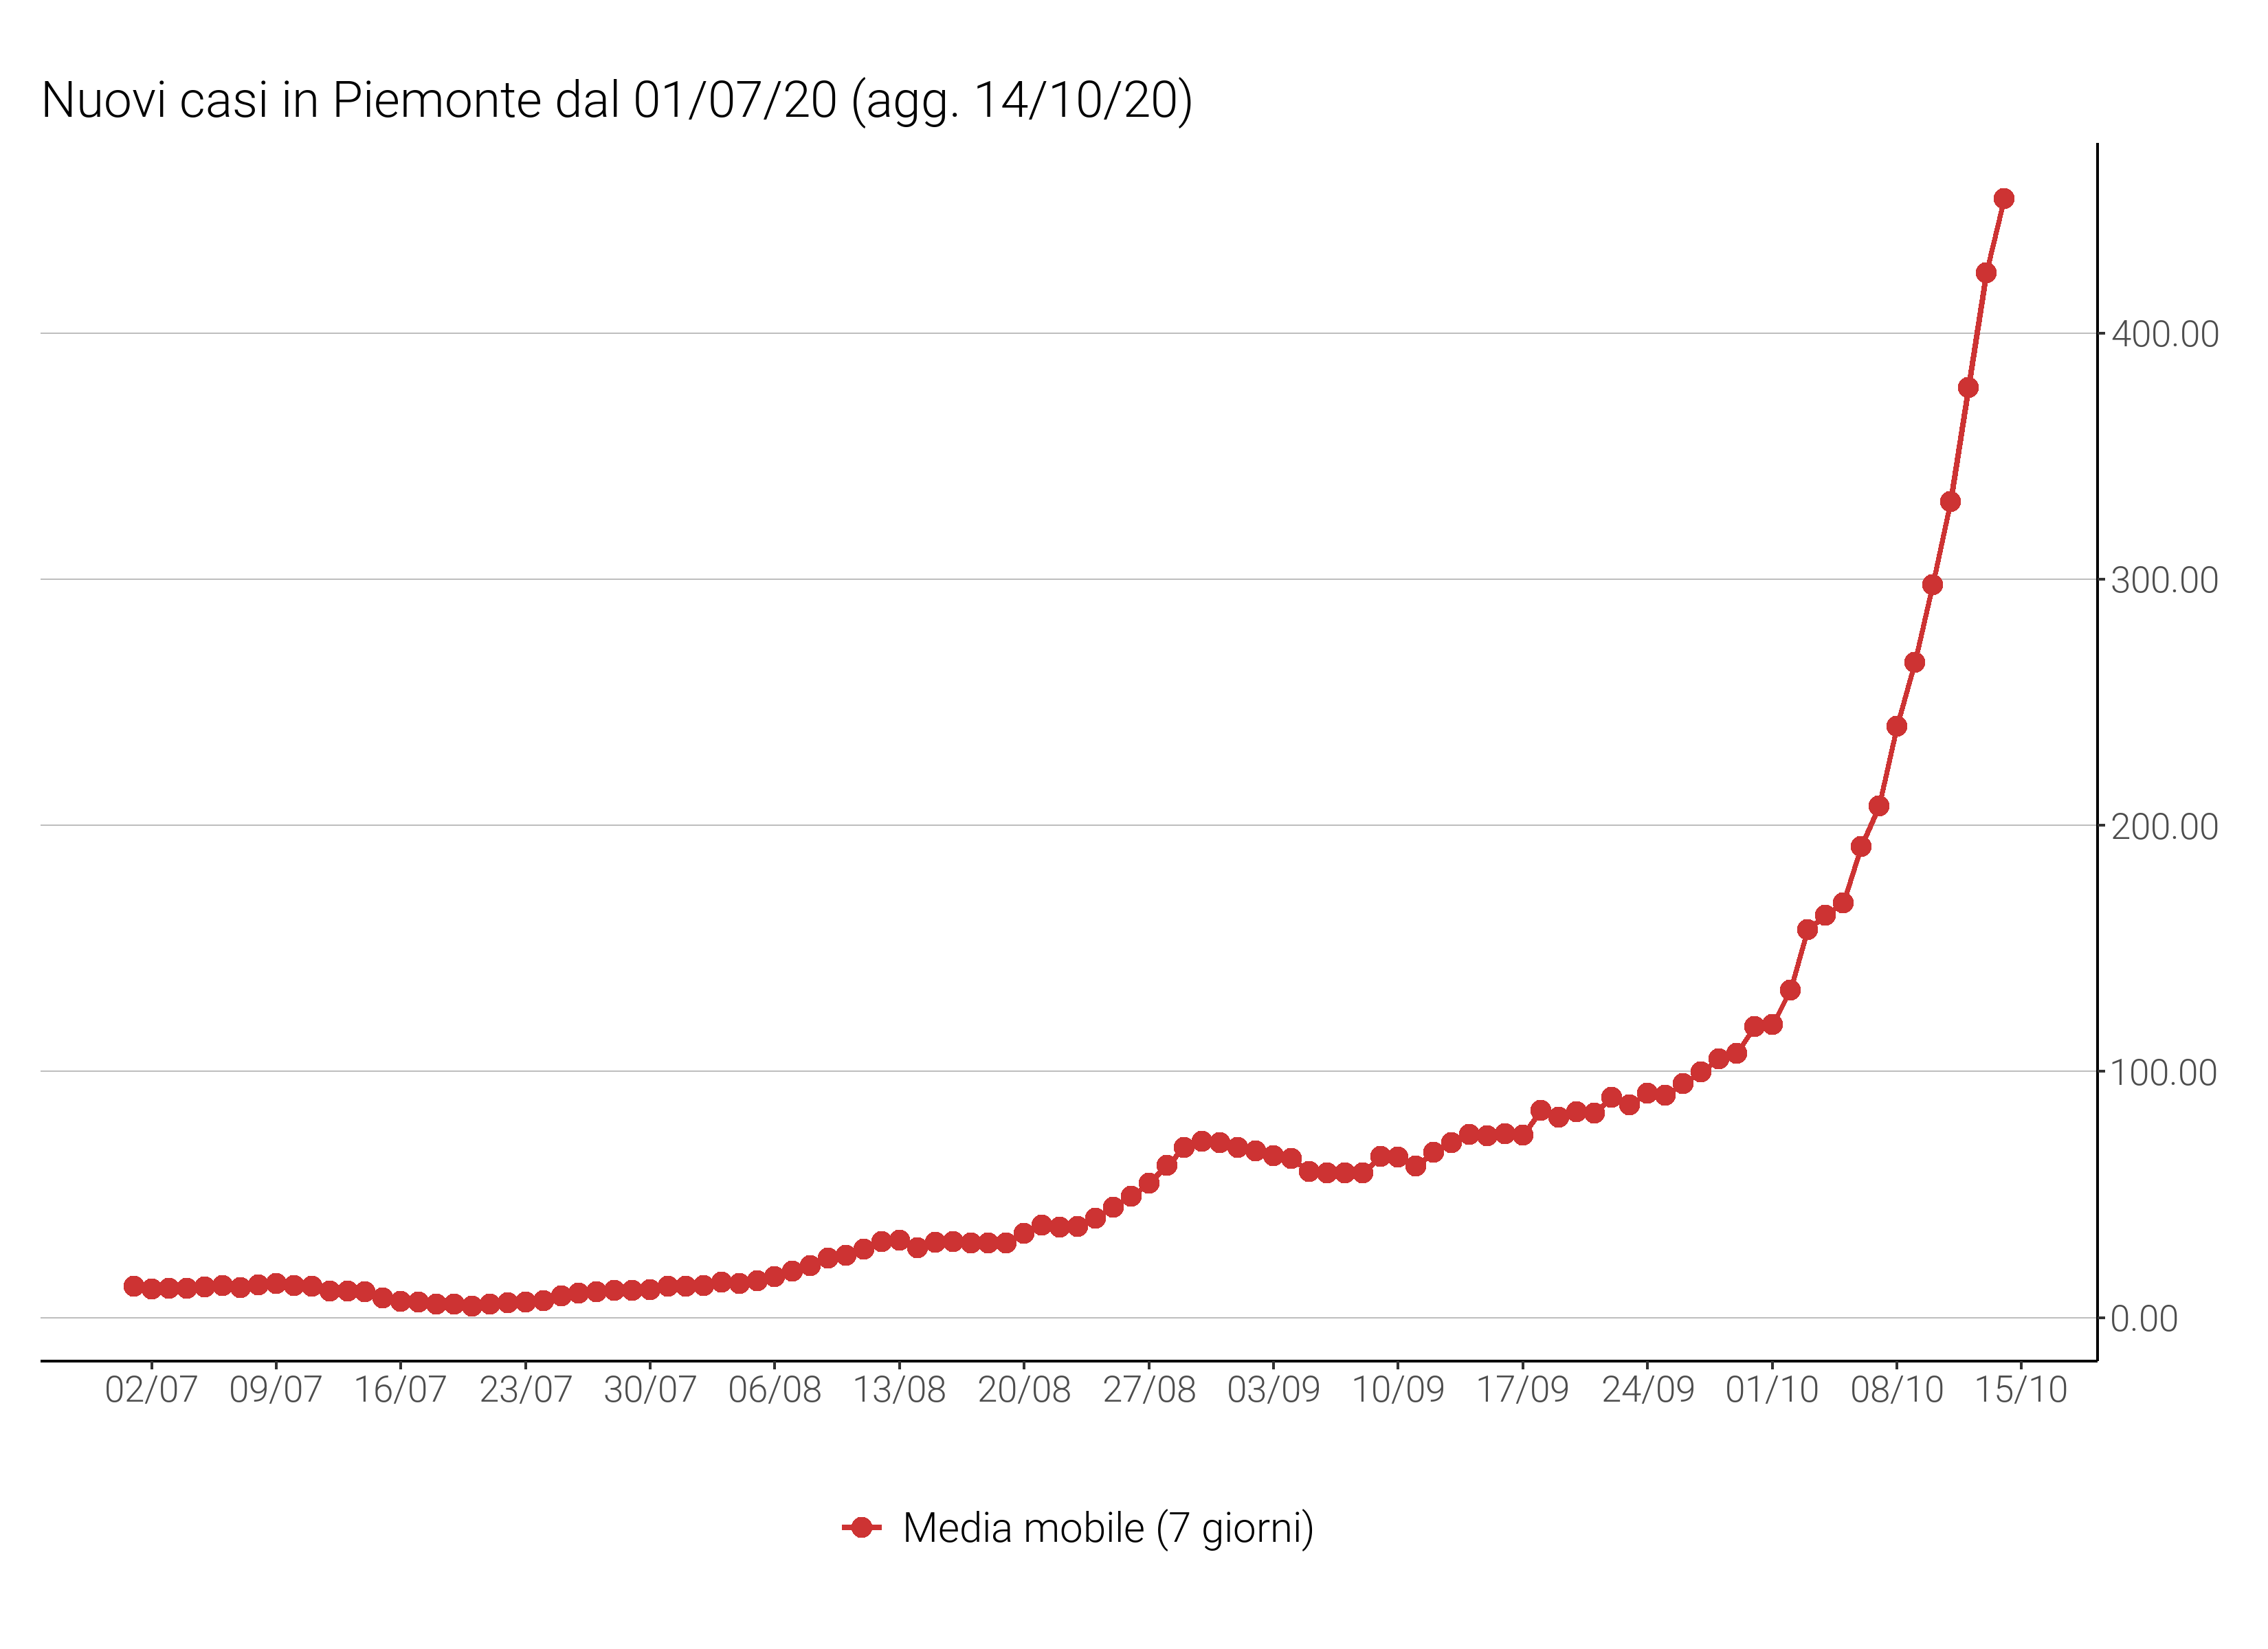 Nuovi casi in Piemonte dal 01/07/20 (agg. 14/10/20)
400.00
300.00
200.00
100.00
0.00
02/07 09/07 16/07 23/07 30/07 06/08 13/08 20/08 27/08 03/09 10/09 17/09 24/09 01/10 08/10 15/10
Media mobile (7 giorni)